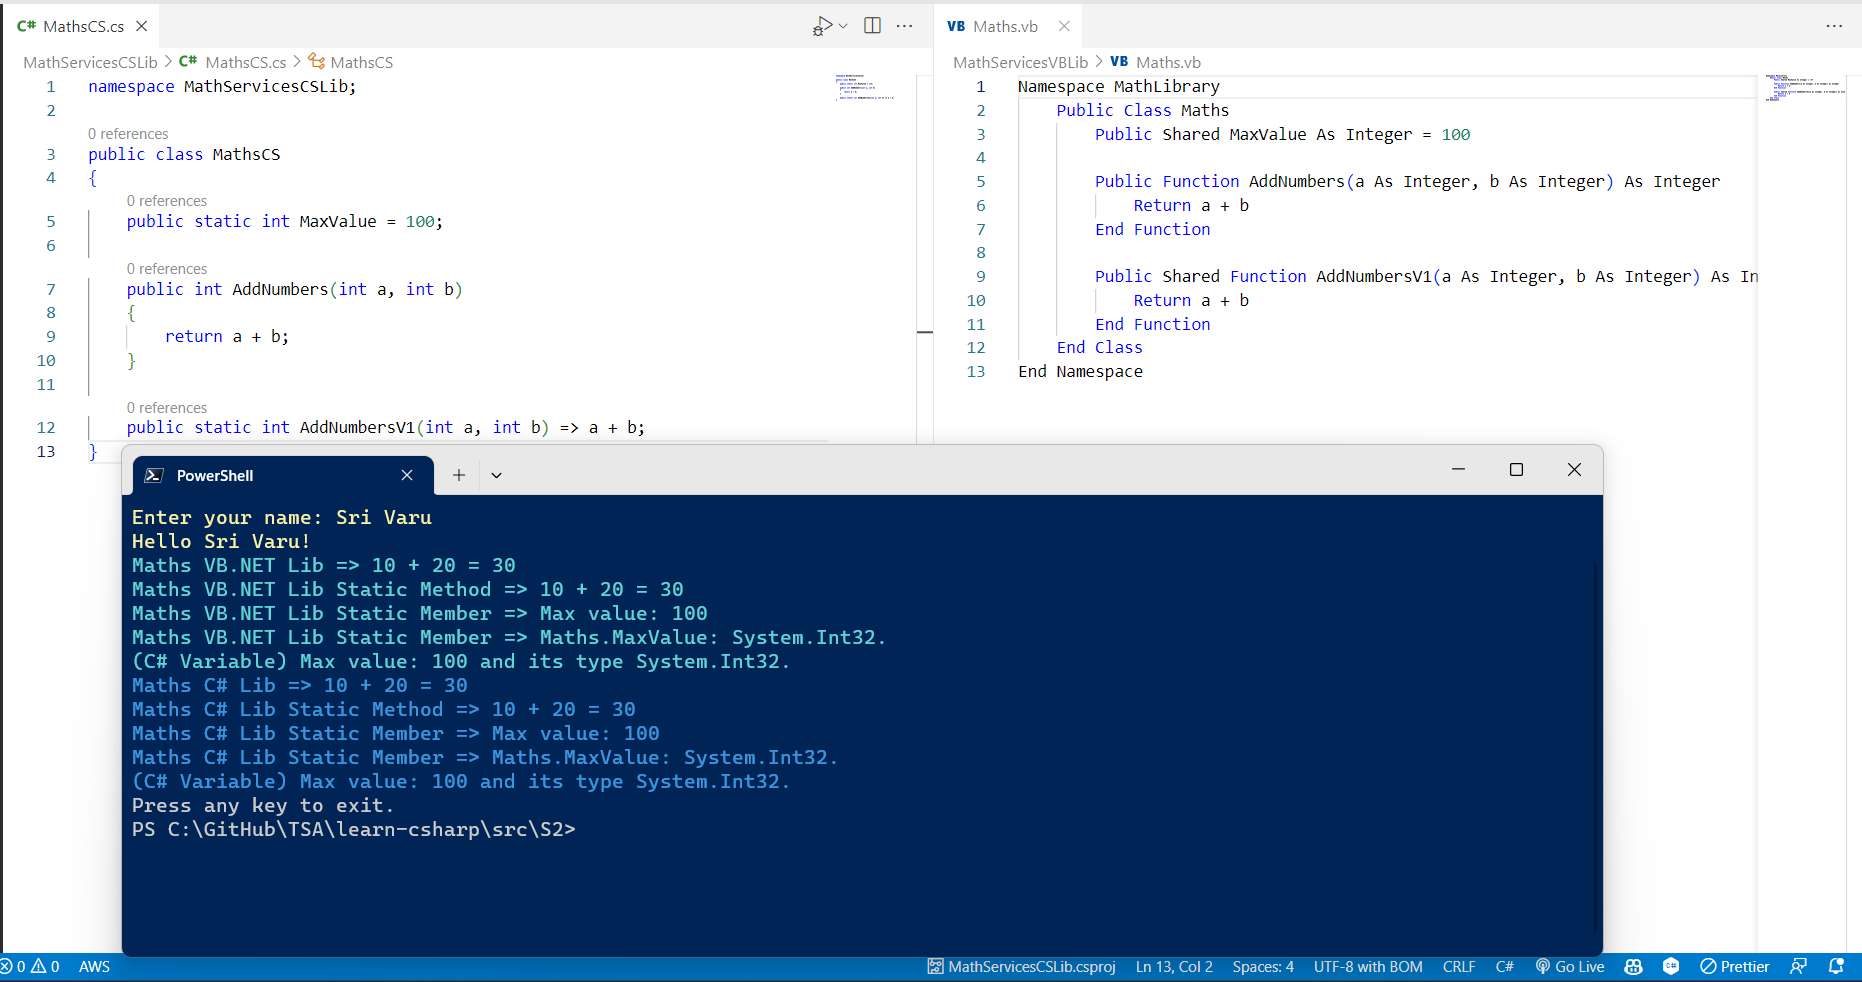 C# MathsCS.cs
MathServicesCSLib > C# MathsCS.cs > MathsCS
1 namespace MathServicesCSLib;
2
0 references
3 public class MathsCS
4 {
0 references
5 public static int MaxValue = 100;
6
0 references
7 public int AddNumbers(int a, int b)
8 {
9 return a + b;
10 }
11
0 references
12 public static int AddNumbersV1(int a, int b) => a + b;
13 }
VB Maths.vb
MathServicesVBLib > VB Maths.vb
1 Namespace MathLibrary
2 Public Class Maths
3 Public Shared MaxValue As Integer = 100
4
5 Public Function AddNumbers(a As Integer, b As Integer) As Integer
6 Return a + b
7 End Function
8
9 Public Shared Function AddNumbersV1(a As Integer, b As Integer) As In
10 Return a + b
11 End Function
12 End Class
13 End Namespace
PowerShell
Enter your name: Sri Varu
Hello Sri Varu!
Maths VB.NET Lib => 10 + 20 = 30
Maths VB.NET Lib Static Method => 10 + 20 = 30
Maths VB.NET Lib Static Member => Max value: 100
Maths VB.NET Lib Static Member => Maths.MaxValue: System.Int32.
(C# Variable) Max value: 100 and its type System.Int32.
Maths C# Lib => 10 + 20 = 30
Maths C# Lib Static Method => 10 + 20 = 30
Maths C# Lib Static Member => Max value: 100
Maths C# Lib Static Member => Maths.MaxValue: System.Int32.
(C# Variable) Max value: 100 and its type System.Int32.
Press any key to exit.
PS C:\GitHub\TSA\learn-csharp\src\S2>
0 0 AWS MathServicesCSLib.csproj Ln 13, Col 2 Spaces: 4 UTF-8 with BOM CRLF C# Go Live Prettier